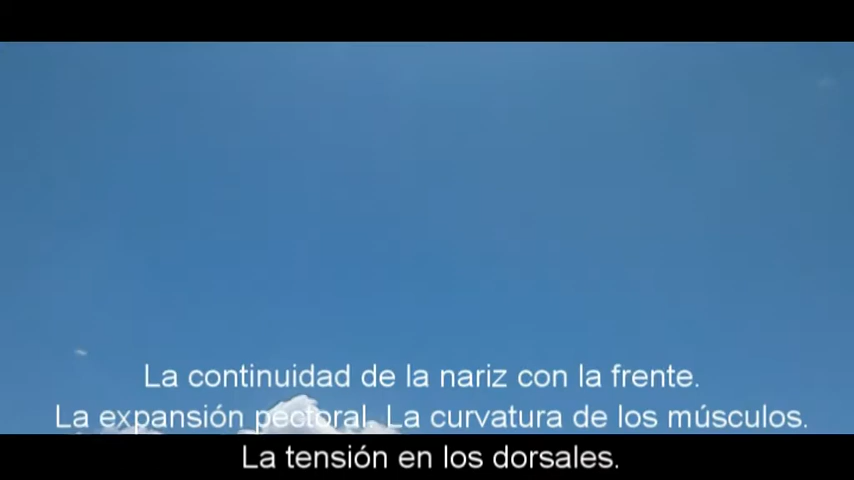 La continuidad de la nariz con la frente.
La expansión pectoral. La curvatura de los músculos.
La tensión en los dorsales.